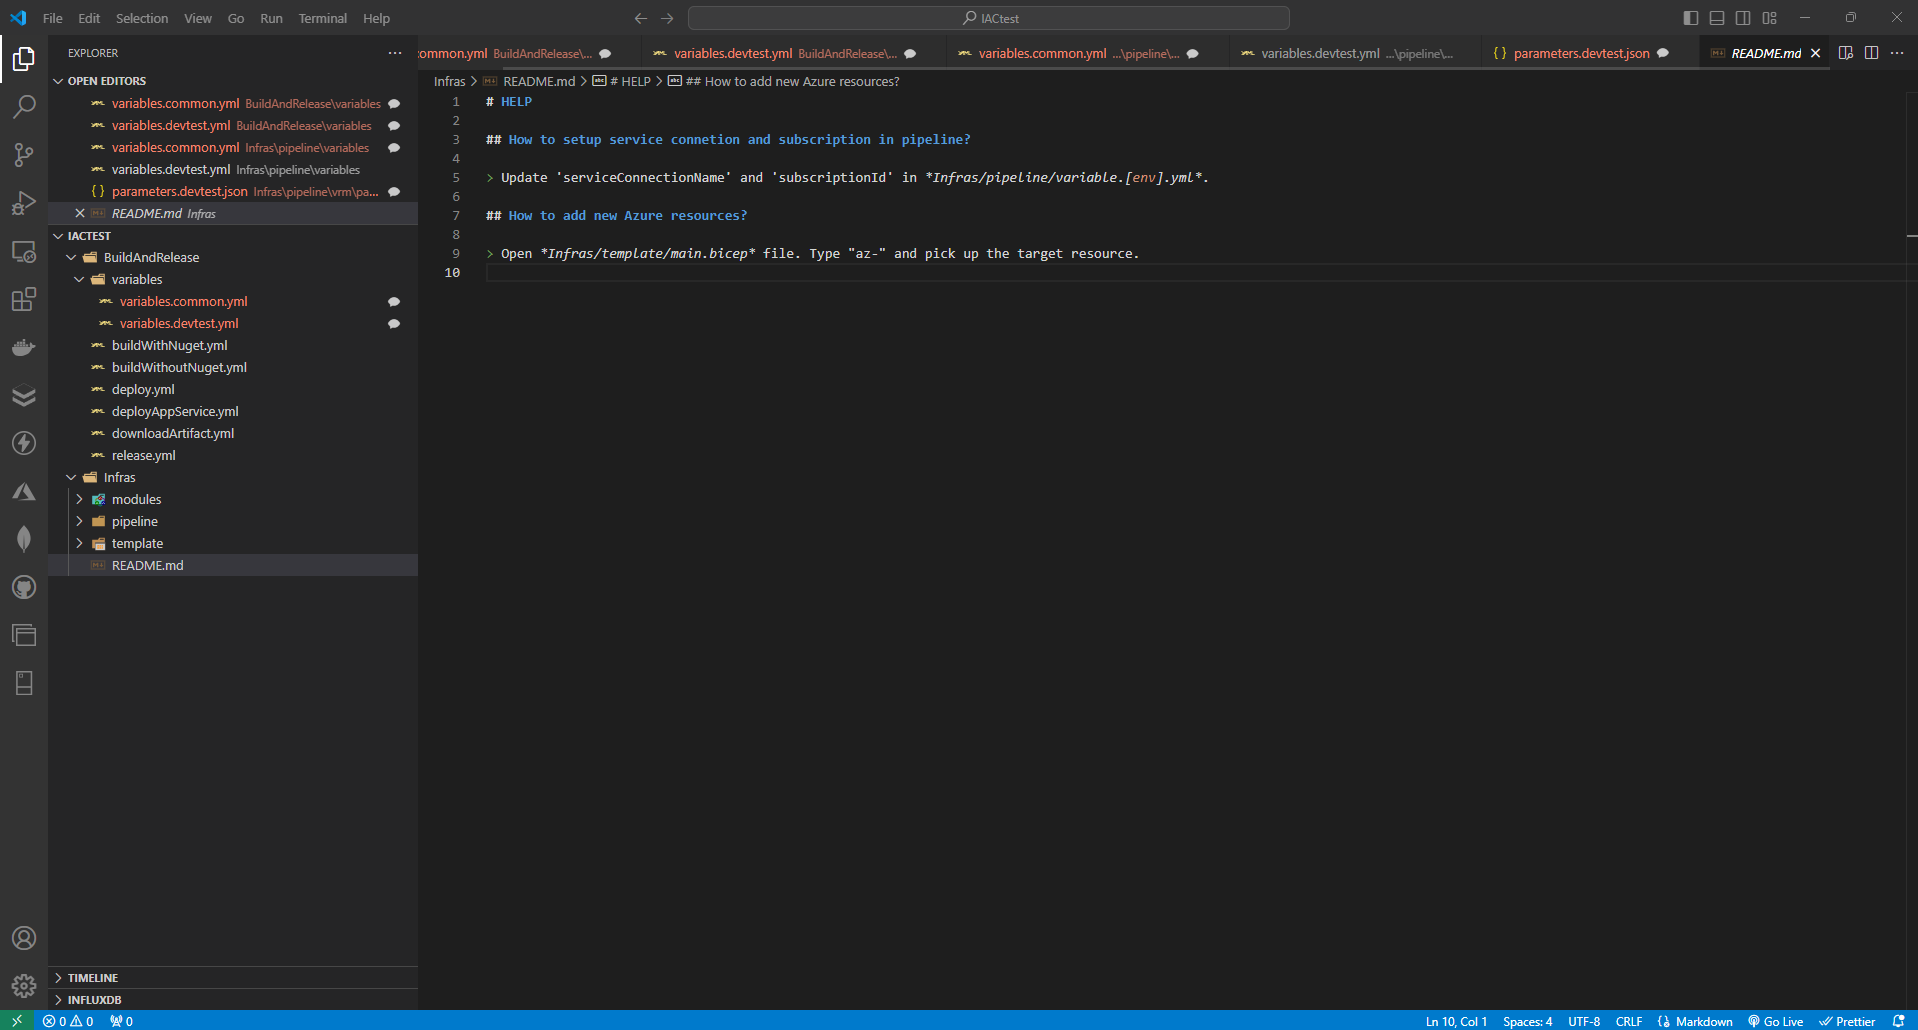 File Edit Selection View Go Run Terminal Help
IACtest
EXPLORER
OPEN EDITORS
variables.common.yml BuildAndRelease\variables
variables.devtest.yml BuildAndRelease\variables
variables.common.yml Infras\pipeline\variables
variables.devtest.yml Infras\pipeline\variables
{} parameters.devtest.json Infras\pipeline\vrm\pa...
README.md Infras
IACTEST
BuildAndRelease
variables
variables.common.yml
variables.devtest.yml
buildWithNuget.yml
buildWithoutNuget.yml
deploy.yml
deployAppService.yml
downloadArtifact.yml
release.yml
Infras
modules
pipeline
template
README.md
TIMELINE
INFLUXDB
ommon.yml BuildAndRelease\... variables.devtest.yml BuildAndRelease\... variables.common.yml ...\pipeline\... variables.devtest.yml ...\pipeline\... {} parameters.devtest.json README.md
Infras > README.md > # HELP > ## How to add new Azure resources?
1 # HELP
2
3 ## How to setup service connetion and subscription in pipeline?
4
5 > Update 'serviceConnectionName' and 'subscriptionId' in *Infras/pipeline/variable.[env].yml*.
6
7 ## How to add new Azure resources?
8
9 > Open *Infras/template/main.bicep* file. Type "az-" and pick up the target resource.
10
0 0 0 Ln 10, Col 1 Spaces: 4 UTF-8 CRLF Markdown Go Live Prettier